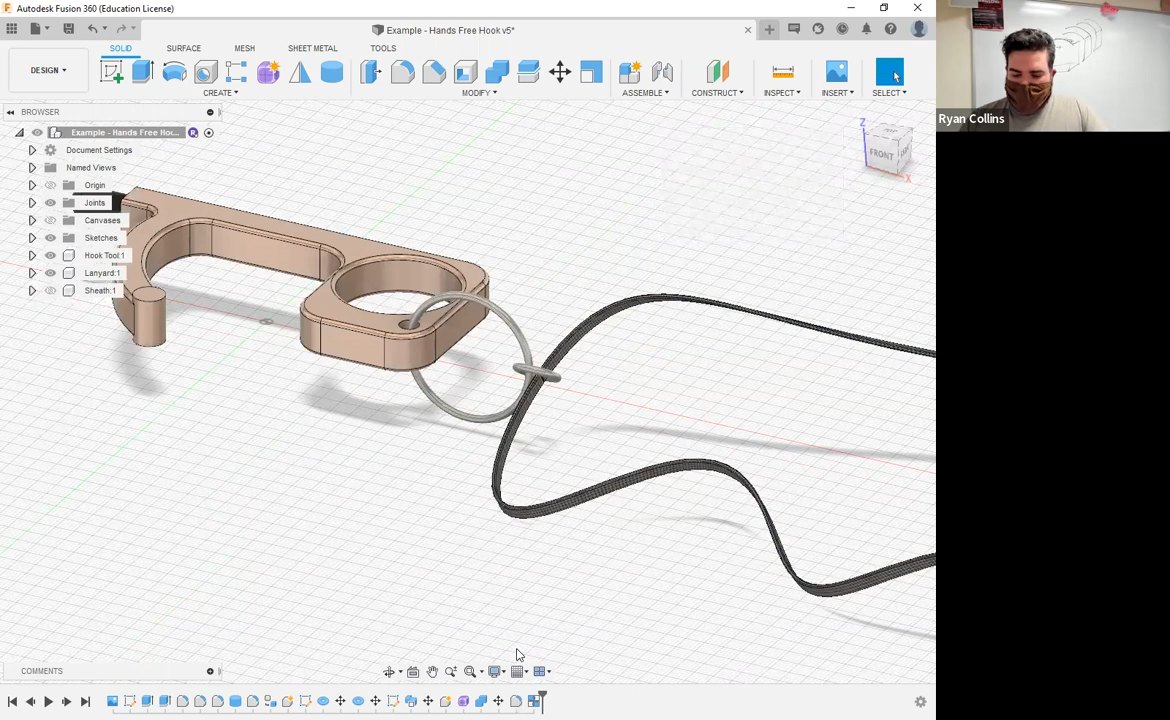 Autodesk Fusion 360 (Education License)
Example - Hands Free Hook v5*
SOLID SURFACE MESH SHEET METAL TOOLS
DESIGN
CREATE MODIFY ASSEMBLE CONSTRUCT INSPECT INSERT SELECT
BROWSER
Example - Hands Free Hoo...
Document Settings
Named Views
Origin
Joints
Canvases
Sketches
Hook Tool:1
Lanyard:1
Sheath:1
Z
FRONT
X
Ryan Collins
COMMENTS